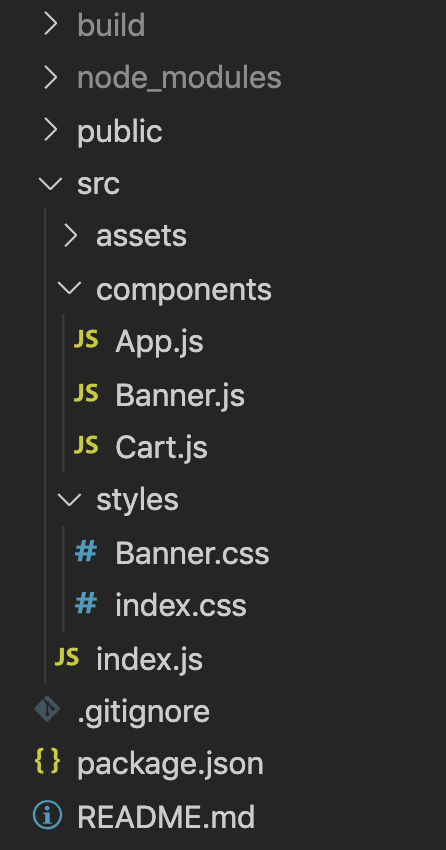 build
node_modules
public
src
assets
components
JS App.js
JS Banner.js
JS Cart.js
styles
# Banner.css
# index.css
JS index.js
.gitignore
{} package.json
README.md